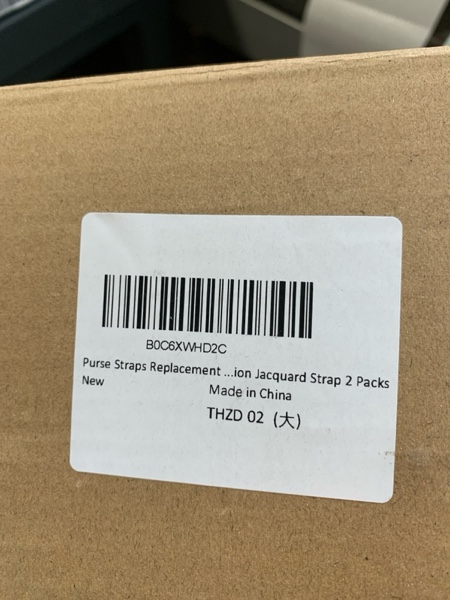 B0C6XWHD2C
Purse Straps Replacement ...ion Jacquard Strap 2 Packs
New
Made in China
THZD 02 (大)